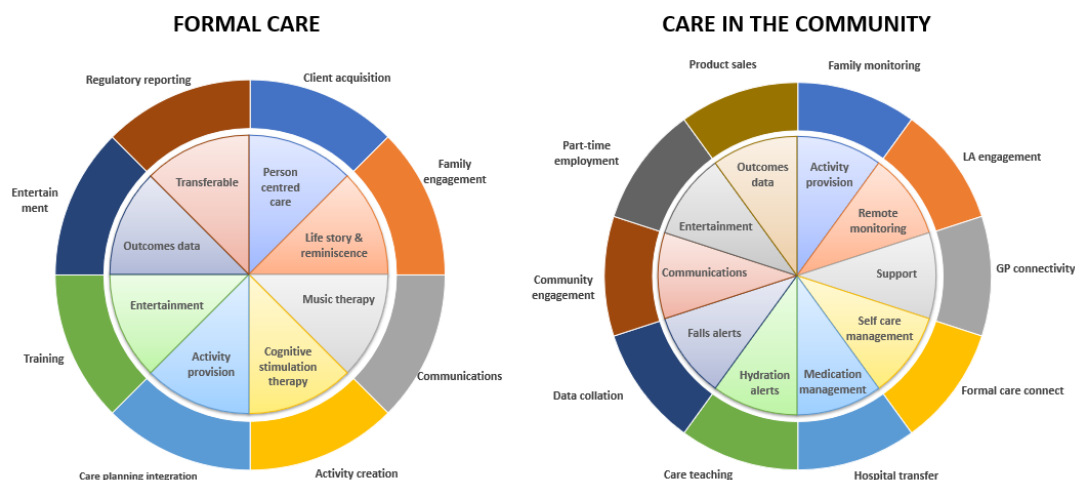 FORMAL CARE
Regulatory reporting
Client acquisition
Entertain
ment
Family
engagement
Transferable
Person
centred
care
Outcomes data
Life story &
reminiscence
Entertainment
Music therapy
Activity
provision
Cognitive
stimulation
therapy
Training
Communications
Care planning integration
Activity creation
CARE IN THE COMMUNITY
Product sales
Family monitoring
Part-time
employment
LA engagement
Outcomes
data
Activity
provision
Entertainment
Remote
monitoring
Community
engagement
Communications
Support
GP connectivity
Falls alerts
Self care
management
Hydration
alerts
Medication
management
Data collation
Formal care connect
Care teaching
Hospital transfer